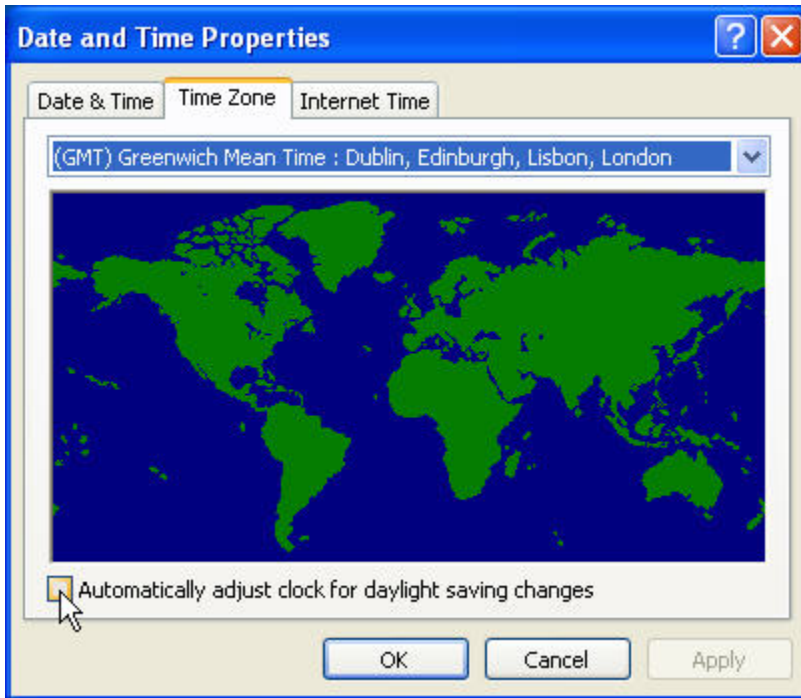 Date and Time Properties
Date & Time
Time Zone
Internet Time
(GMT) Greenwich Mean Time : Dublin, Edinburgh, Lisbon, London
Automatically adjust clock for daylight saving changes
OK
Cancel
Apply